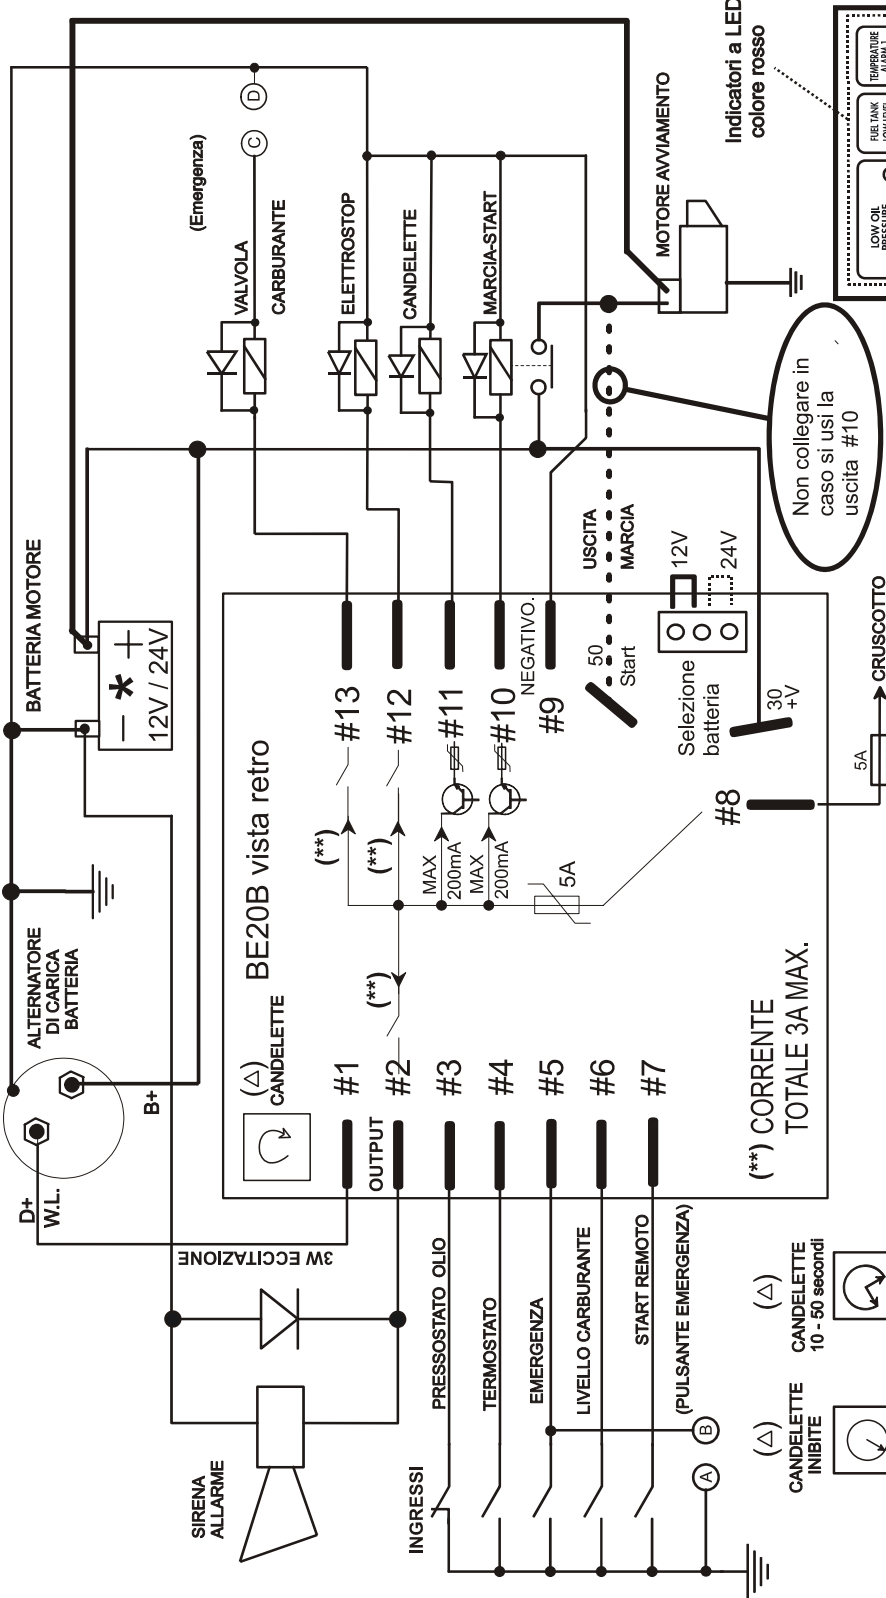 BATTERIA MOTORE
– * +
12V / 24V
ALTERNATORE
DI CARICA
BATTERIA
D+
W.L.
B+
3W ECCITAZIONE
SIRENA
ALLARME
(Emergenza)
C
D
VALVOLA
CARBURANTE
ELETTROSTOP
CANDELETTE
MARCIA-START
MOTORE AVVIAMENTO
Indicatori a LED
colore rosso
LOW OIL
PRESSURE
FUEL TANK
LOW LEVEL
TEMPERATURE
ALARM 1
Non collegare in
caso si usi la
uscita #10
USCITA
MARCIA
BE20B vista retro
(△)
CANDELETTE
#1
#2
#3
#4
#5
#6
#7
OUTPUT
#13
#12
#11
#10
#9
#8
NEGATIVO.
(**)
(**)
(**)
MAX
200mA
MAX
200mA
5A
50
Start
12V
24V
Selezione
batteria
30
+V
5A
CRUSCOTTO
(**) CORRENTE
TOTALE 3A MAX.
INGRESSI
PRESSOSTATO OLIO
TERMOSTATO
EMERGENZA
LIVELLO CARBURANTE
START REMOTO
(PULSANTE EMERGENZA)
A
B
(△)
CANDELETTE
INIBITE
(△)
CANDELETTE
10 - 50 secondi